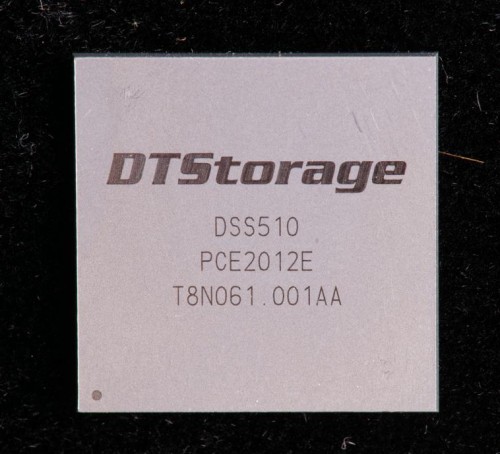 DTStorage
DSS510
PCE2012E
T8N061.001AA